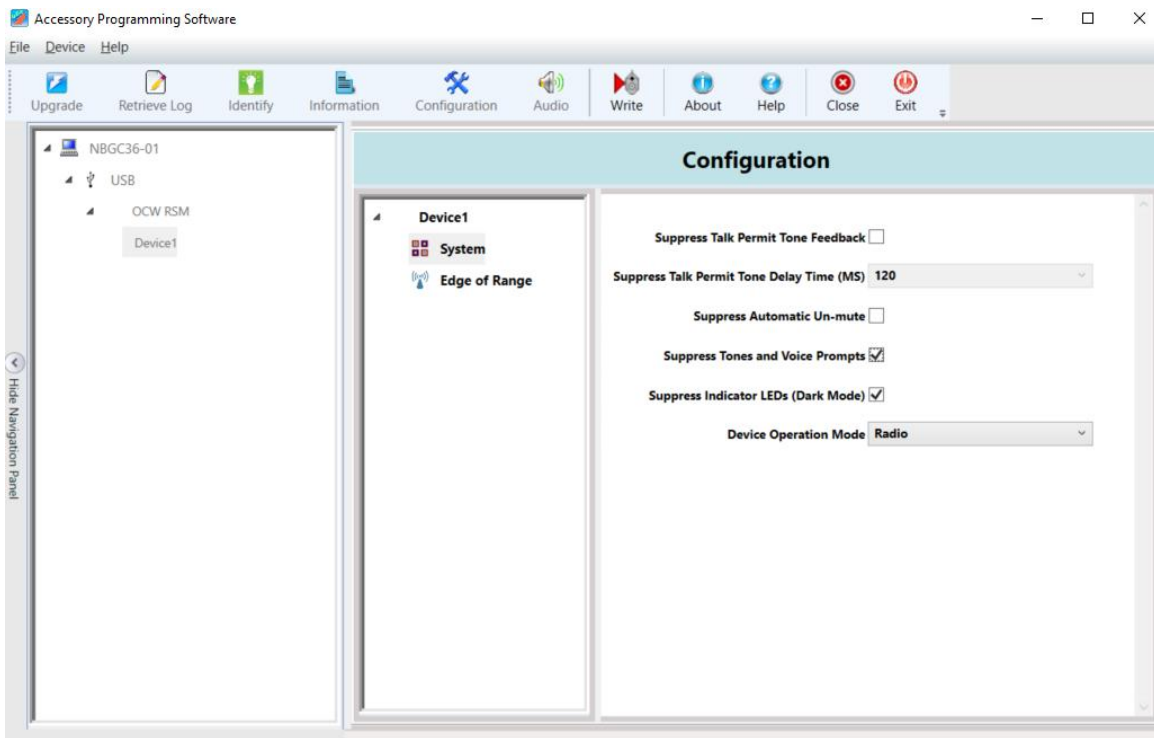 Accessory Programming Software
File Device Help
Upgrade Retrieve Log Identify Information Configuration Audio Write About Help Close Exit
Hide Navigation Panel
NBGC36-01
USB
OCW RSM
Device1
Configuration
Device1
System
Edge of Range
Suppress Talk Permit Tone Feedback
Suppress Talk Permit Tone Delay Time (MS) 120
Suppress Automatic Un-mute
Suppress Tones and Voice Prompts
Suppress Indicator LEDs (Dark Mode)
Device Operation Mode Radio